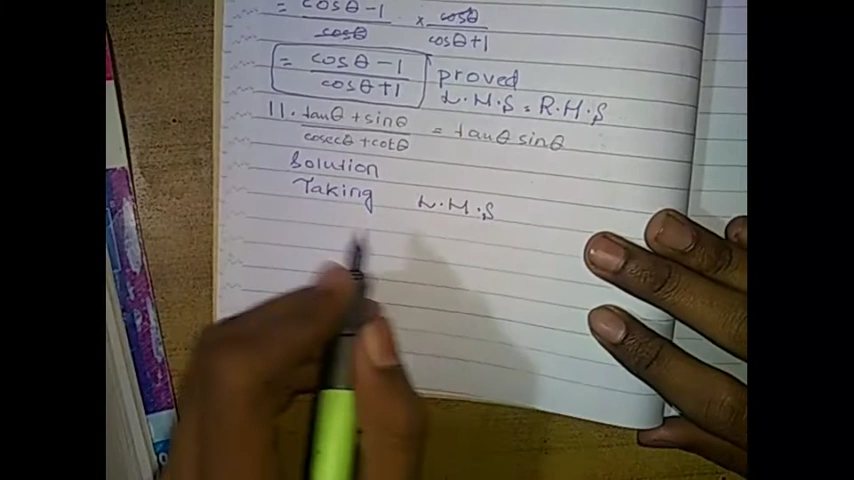 = cosθ-1 / cosθ × cosθ / cosθ+1
= cosθ-1 / cosθ+1 proved
L.H.S = R.H.S
11. tanθ+sinθ / cosecθ+cotθ = tanθ sinθ
Solution
Taking L.H.S